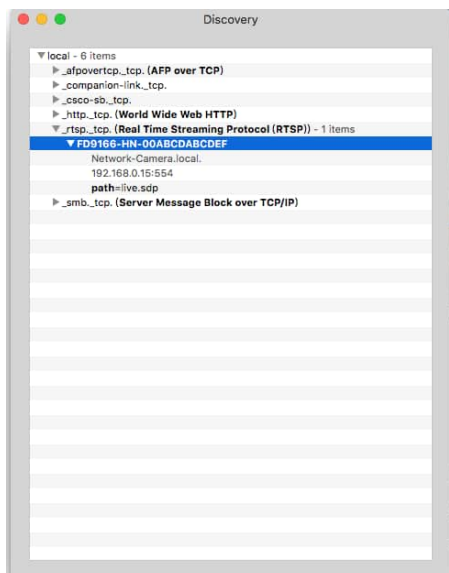 Discovery
local - 6 items
_afpovertcp._tcp. (AFP over TCP)
_companion-link._tcp.
_csco-sb._tcp.
_http._tcp. (World Wide Web HTTP)
_rtsp._tcp. (Real Time Streaming Protocol (RTSP)) - 1 items
FD9166-HN-00ABCDABCDEF
Network-Camera.local.
192.168.0.15:554
path=live.sdp
_smb._tcp. (Server Message Block over TCP/IP)